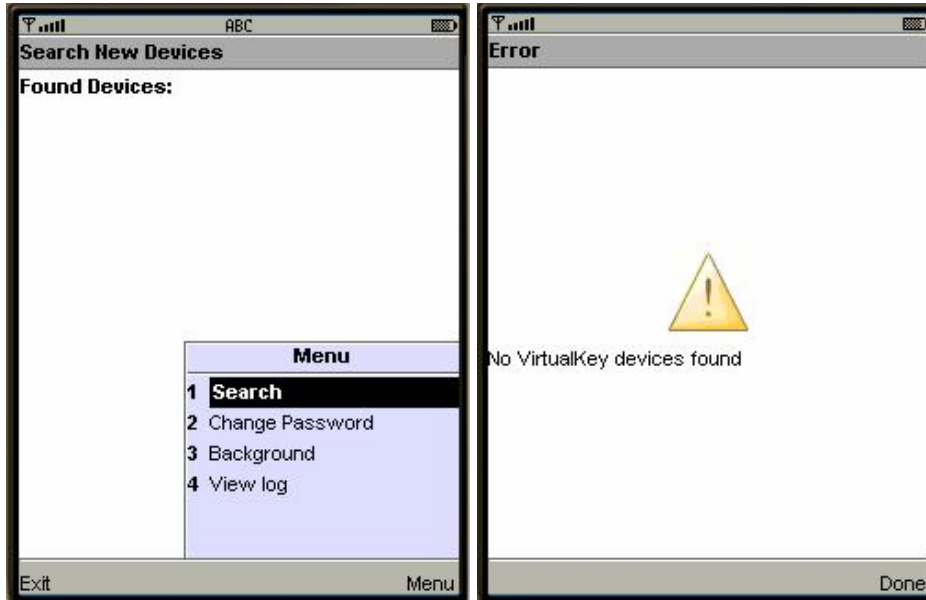 ABC
Search New Devices
Found Devices:
Menu
1 Search
2 Change Password
3 Background
4 View log
Exit Menu
Error
No VirtualKey devices found
Done